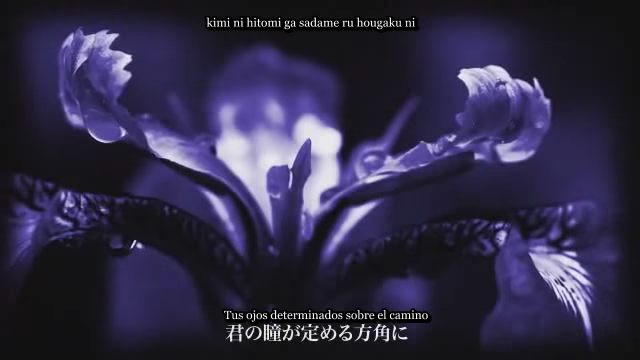 kimi ni hitomi ga sadame ru hougaku ni
Tus ojos determinados sobre el camino
君の瞳が定める方角に